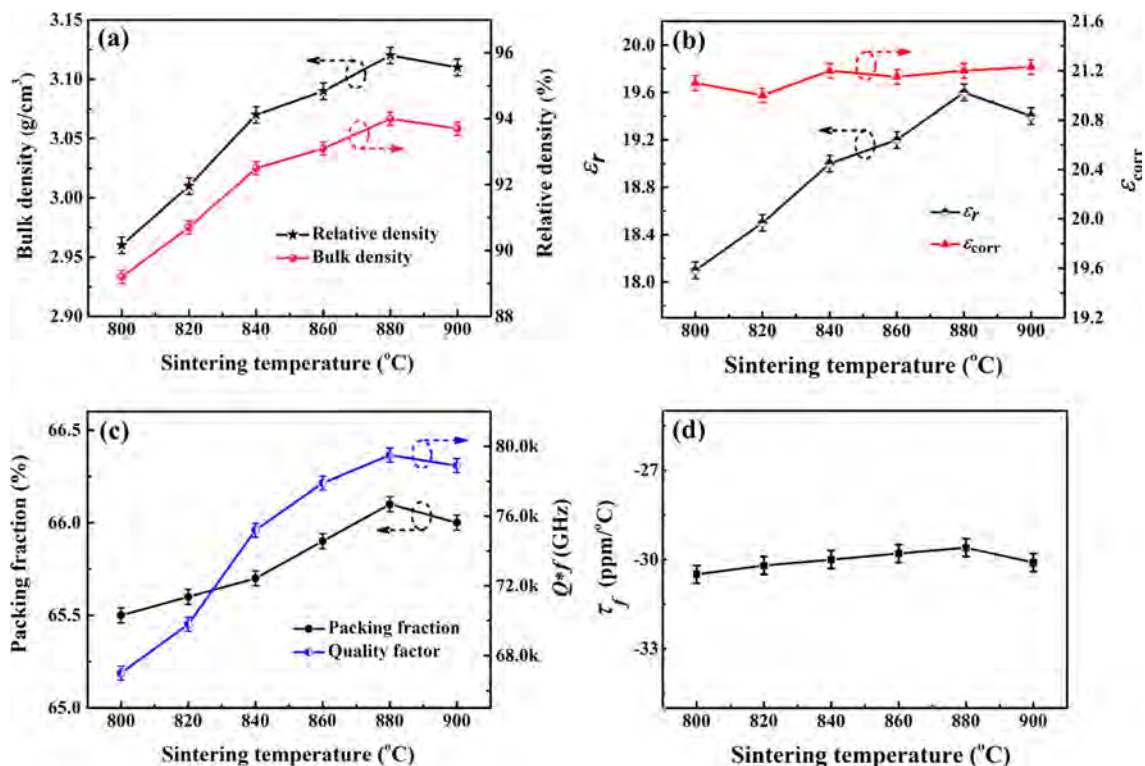 (a)
3.15
3.10
3.05
3.00
2.95
2.90
Bulk density (g/cm³)
96
94
92
90
88
Relative density (%)
Relative density
Bulk density
800 820 840 860 880 900
Sintering temperature (°C)
(b)
20.0
19.6
19.2
18.8
18.4
18.0
εr
21.6
21.2
20.8
20.4
20.0
19.6
19.2
εcorr
εr
εcorr
800 820 840 860 880 900
Sintering temperature (°C)
(c)
66.5
66.0
65.5
65.0
Packing fraction (%)
80.0k
76.0k
72.0k
68.0k
Q*f (GHz)
Packing fraction
Quality factor
800 820 840 860 880 900
Sintering temperature (°C)
(d)
-27
-30
-33
τf (ppm/°C)
800 820 840 860 880 900
Sintering temperature (°C)